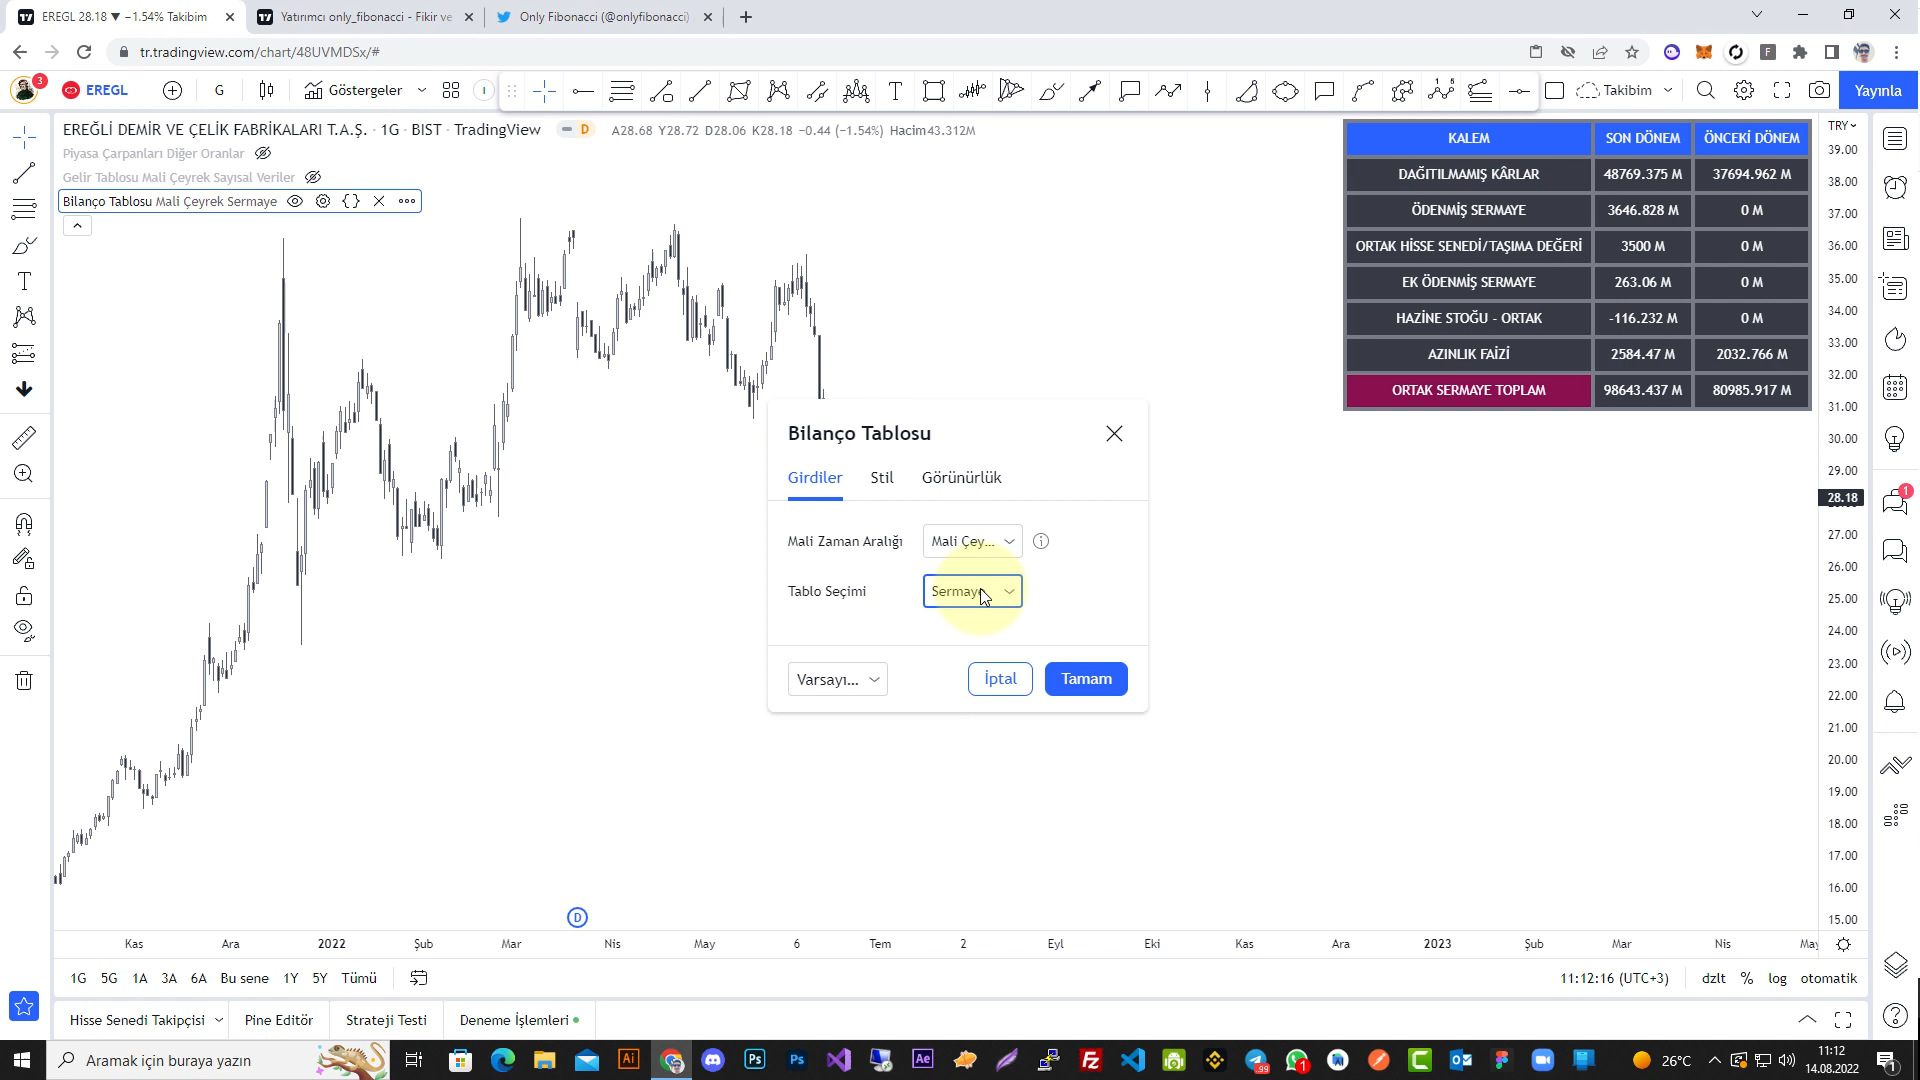 EREGL 28.18 ▼ −1.54% Takibim
Yatırımcı only_fibonacci - Fikir ve
Only Fibonacci (@onlyfibonacci)
tr.tradingview.com/chart/48UVMDSx/#
3
EREGL
G
Göstergeler
Takibim
Yayınla
EREĞLİ DEMİR VE ÇELİK FABRİKALARI T.A.Ş. · 1G · BIST · TradingView
D
A28.68 Y28.72 D28.06 K28.18 −0.44 (−1.54%) Hacim43.312M
Piyasa Çarpanları Diğer Oranlar
Gelir Tablosu Mali Çeyrek Sayısal Veriler
Bilanço Tablosu Mali Çeyrek Sermaye
KALEM SON DÖNEM ÖNCEKİ DÖNEM
DAĞITILMAMIŞ KÂRLAR 48769.375 M 37694.962 M
ÖDENMİŞ SERMAYE 3646.828 M 0 M
ORTAK HİSSE SENEDİ/TAŞIMA DEĞERİ 3500 M 0 M
EK ÖDENMİŞ SERMAYE 263.06 M 0 M
HAZİNE STOĞU - ORTAK -116.232 M 0 M
AZINLIK FAİZİ 2584.47 M 2032.766 M
ORTAK SERMAYE TOPLAM 98643.437 M 80985.917 M
TRY
39.00
38.00
37.00
36.00
35.00
34.00
33.00
32.00
31.00
30.00
29.00
28.18
27.00
26.00
25.00
24.00
23.00
22.00
21.00
20.00
19.00
18.00
17.00
16.00
15.00
1
Bilanço Tablosu
Girdiler Stil Görünürlük
Mali Zaman Aralığı Mali Çey...
Tablo Seçimi Sermaye
Varsayı... İptal Tamam
D
Kas Ara 2022 Şub Mar Nis May 6 Tem 2 Eyl Eki Kas Ara 2023 Şub Mar Nis May
1G 5G 1A 3A 6A Bu sene 1Y 5Y Tümü
11:12:16 (UTC+3) dzlt % log otomatik
Hisse Senedi Takipçisi Pine Editör Strateji Testi Deneme İşlemleri
Aramak için buraya yazın
Ai
Ps
Ps
Ae
Fz
99
1
26°C
11:12
14.08.2022
1